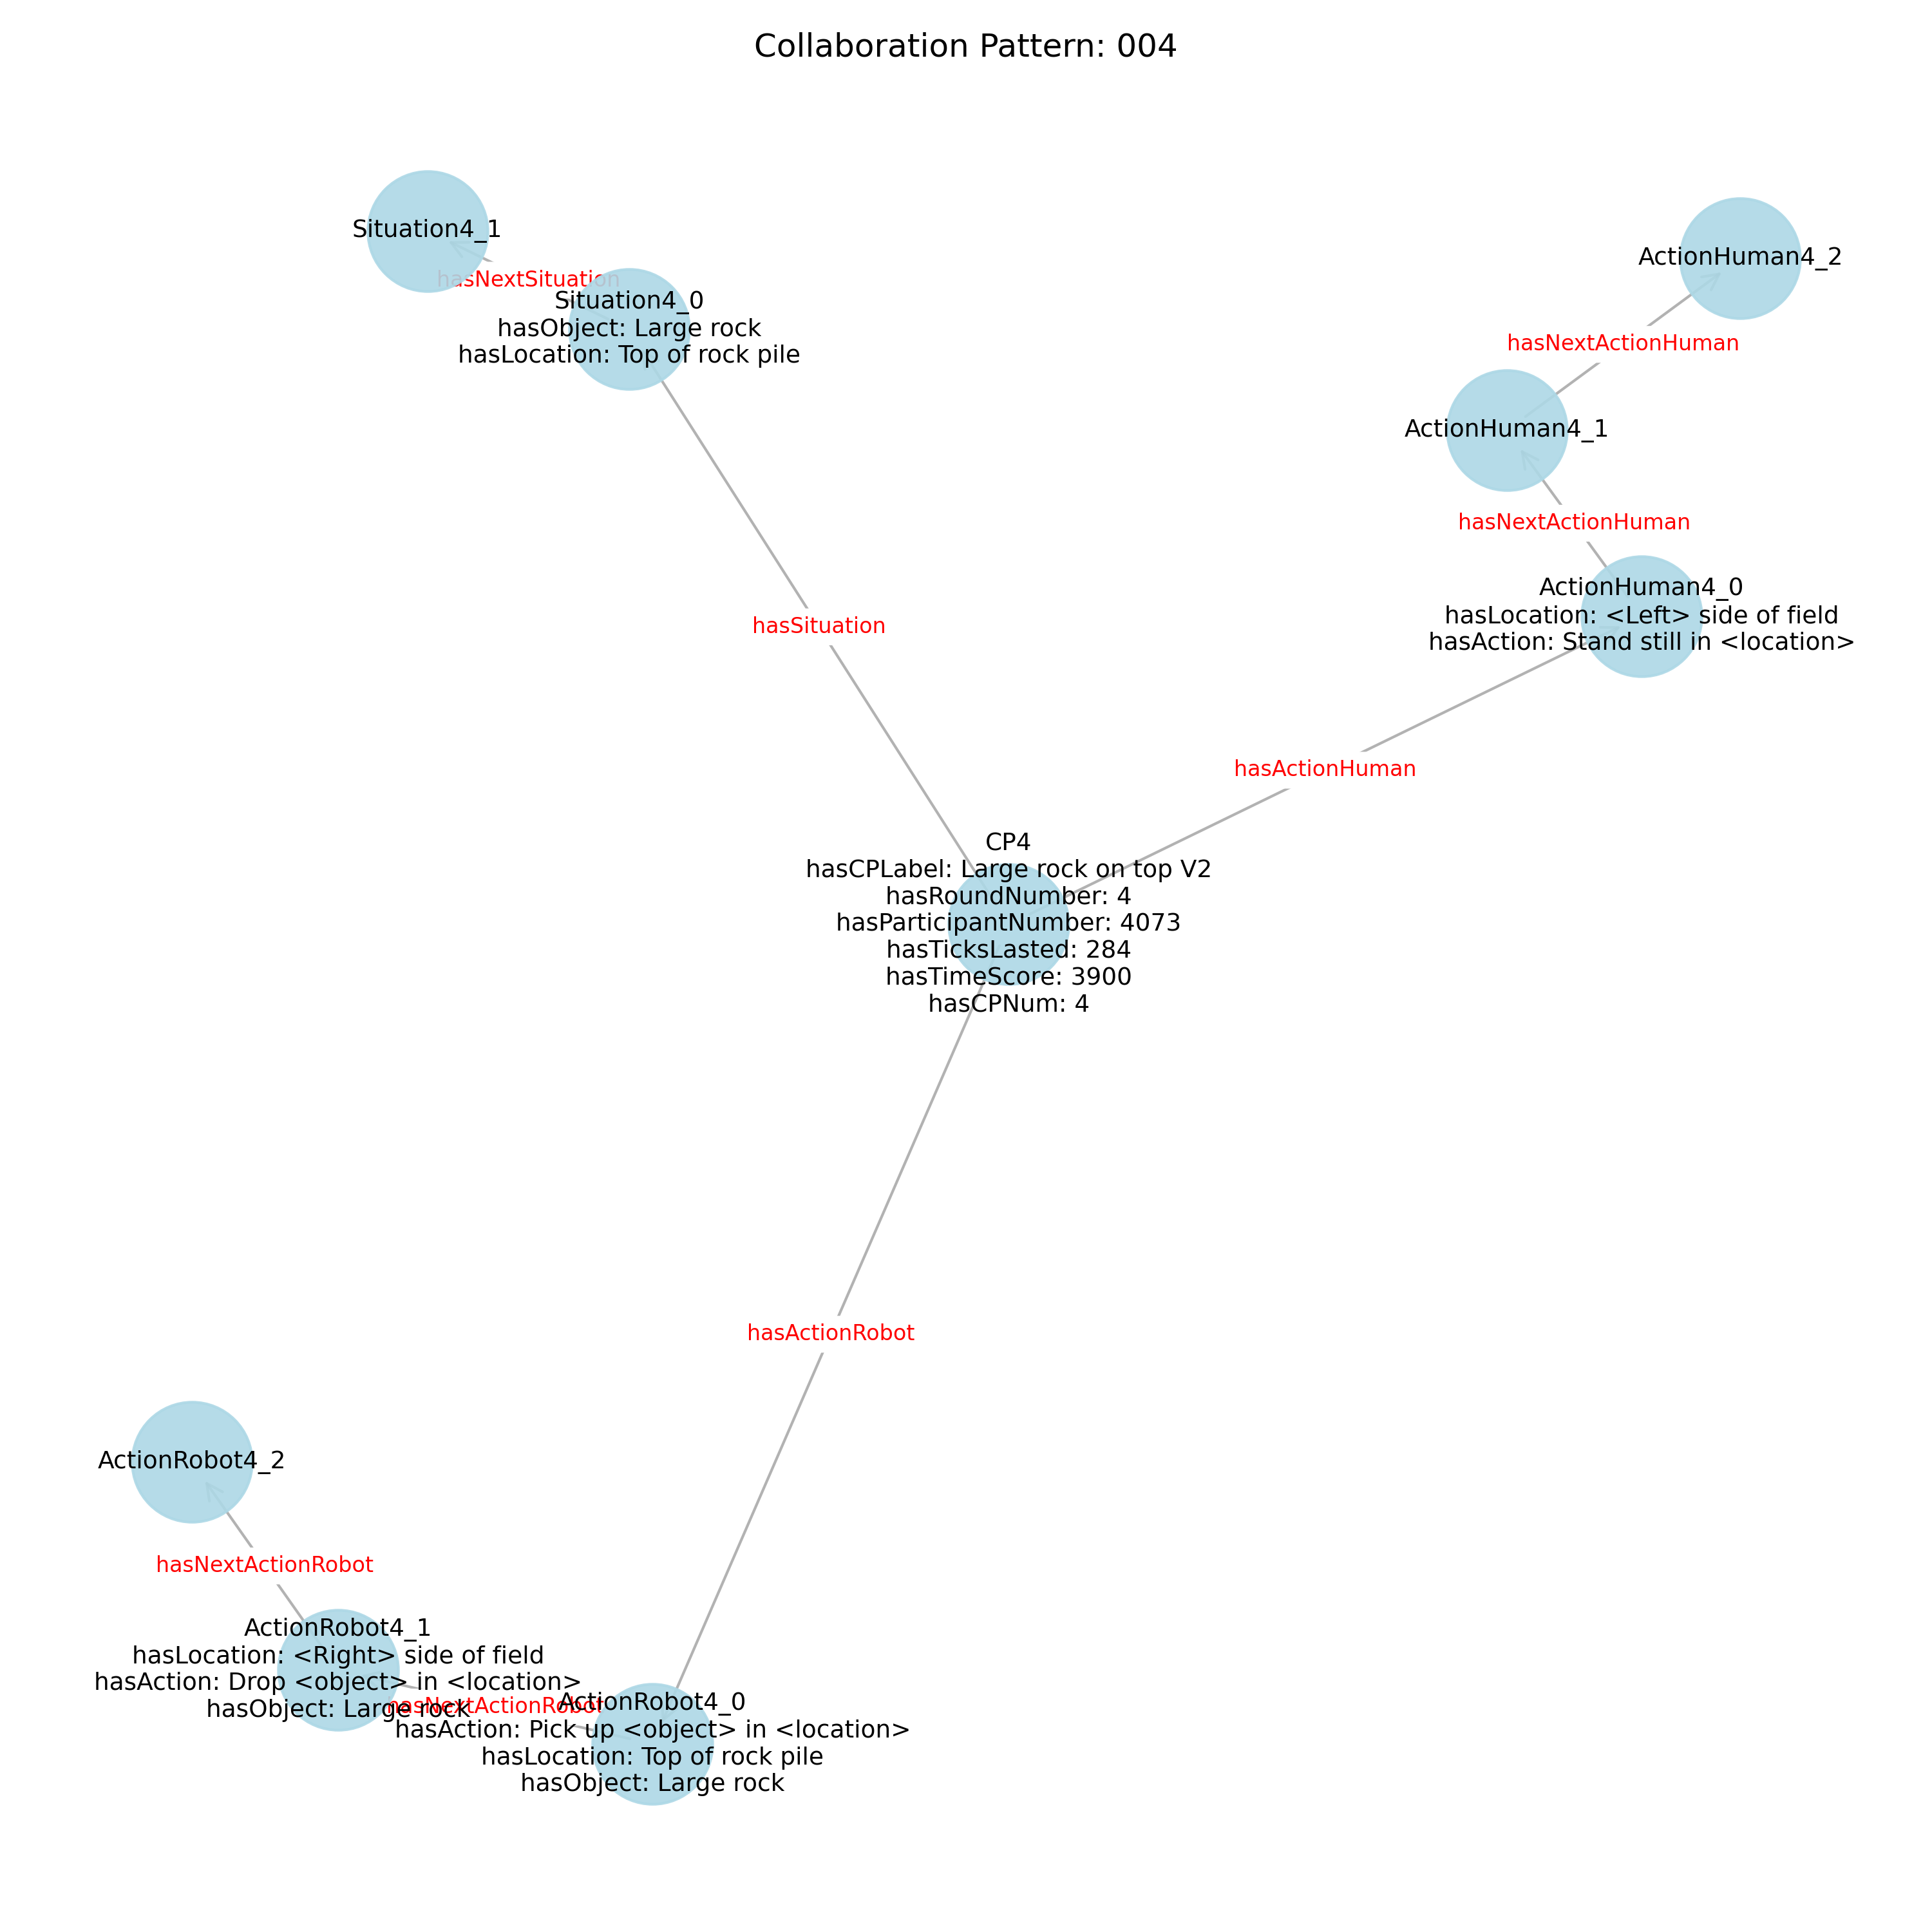 Collaboration Pattern: 004
Situation4_1
hasNextSituation
Situation4_0
hasObject: Large rock
hasLocation: Top of rock pile
ActionHuman4_2
hasNextActionHuman
ActionHuman4_1
hasNextActionHuman
ActionHuman4_0
hasLocation: <Left> side of field
hasAction: Stand still in <location>
hasSituation
hasActionHuman
CP4
hasCPLabel: Large rock on top V2
hasRoundNumber: 4
hasParticipantNumber: 4073
hasTicksLasted: 284
hasTimeScore: 3900
hasCPNum: 4
hasActionRobot
ActionRobot4_2
hasNextActionRobot
ActionRobot4_1
hasLocation: <Right> side of field
hasAction: Drop <object> in <location>
hasObject: Large rock
hasNextActionRobot
ActionRobot4_0
hasAction: Pick up <object> in <location>
hasLocation: Top of rock pile
hasObject: Large rock